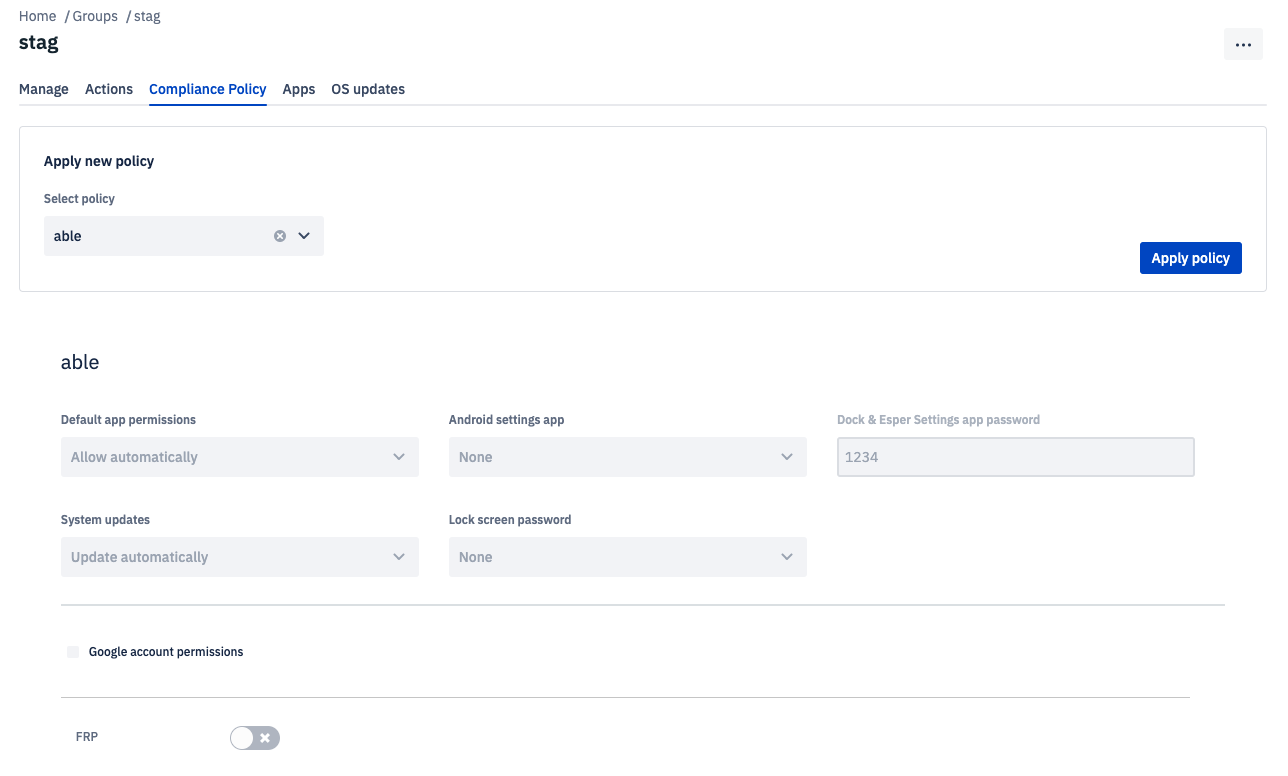 Home / Groups / stag
stag
Manage Actions Compliance Policy Apps OS updates
Apply new policy
Select policy
able
Apply policy
able
Default app permissions Android settings app Dock & Esper Settings app password
Allow automatically None 1234
System updates Lock screen password
Update automatically None
Google account permissions
FRP